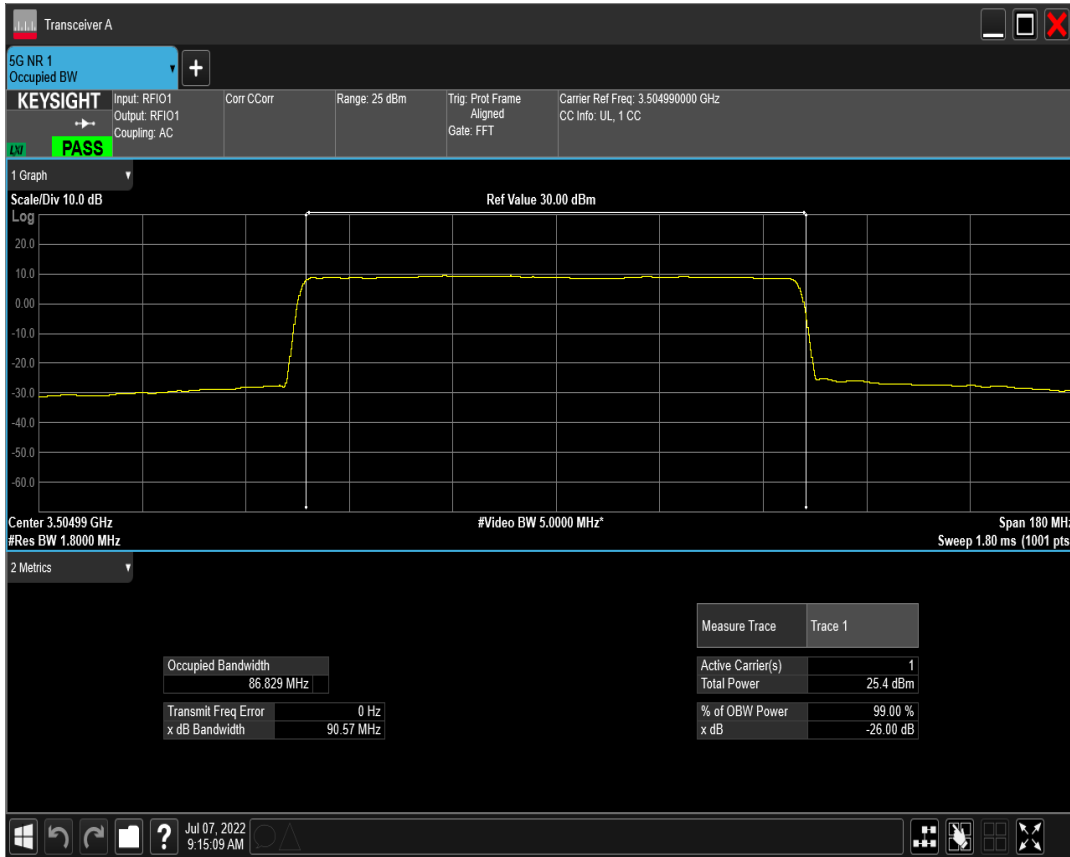 Transceiver A
5G NR 1
Occupied BW
+
KEYSIGHT
Input: RFIO1
Output: RFIO1
Coupling: AC
Corr CCorr
Range: 25 dBm
Trig: Prot Frame
Aligned
Gate: FFT
Carrier Ref Freq: 3.504990000 GHz
CC Info: UL, 1 CC
LXI
PASS
1 Graph
Scale/Div 10.0 dB
Ref Value 30.00 dBm
Log
20.0
10.0
0.00
-10.0
-20.0
-30.0
-40.0
-50.0
-60.0
Center 3.50499 GHz
#Video BW 5.0000 MHz*
Span 180 MHz
#Res BW 1.8000 MHz
Sweep 1.80 ms (1001 pts
2 Metrics
Measure Trace
Trace 1
Occupied Bandwidth
86.829 MHz
Active Carrier(s)
1
Total Power
25.4 dBm
Transmit Freq Error
0 Hz
% of OBW Power
99.00 %
x dB Bandwidth
90.57 MHz
x dB
-26.00 dB
?
Jul 07, 2022
9:15:09 AM